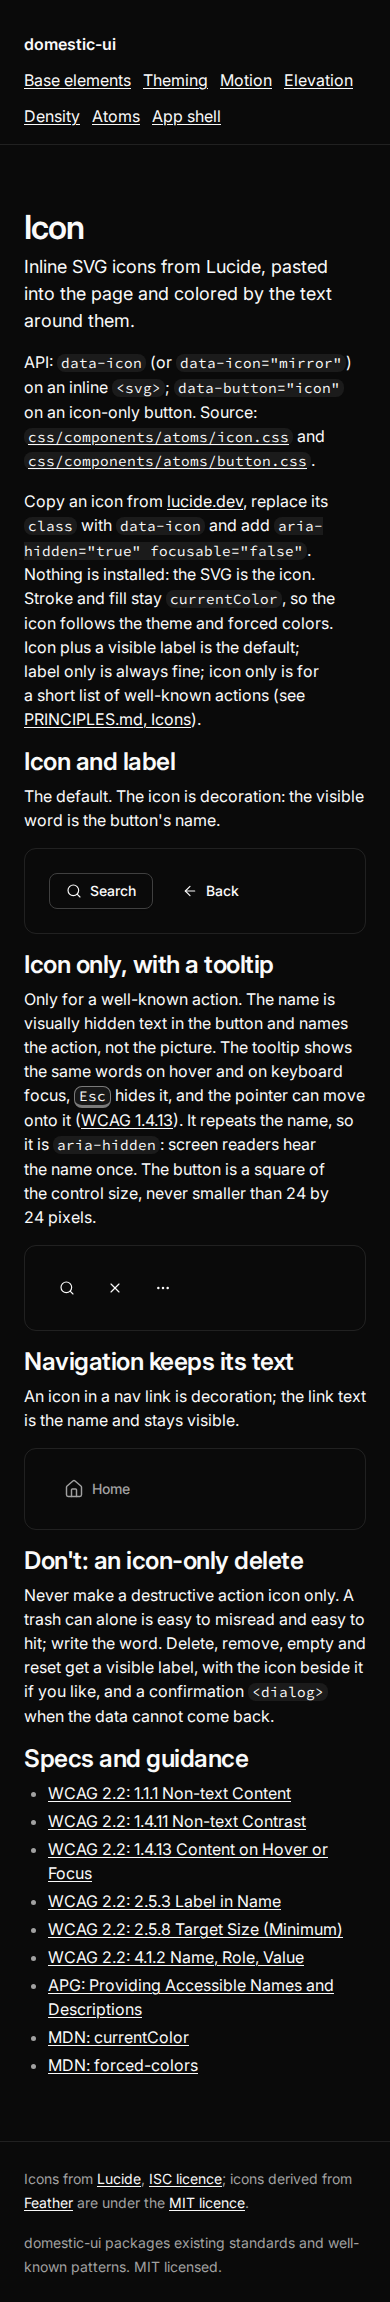 domestic-ui
Base elements Theming Motion Elevation
Density Atoms App shell
Icon
Inline SVG icons from Lucide, pasted
into the page and colored by the text
around them.
API: data-icon (or data-icon="mirror")
on an inline <svg>; data-button="icon"
on an icon-only button. Source:
css/components/atoms/icon.css and
css/components/atoms/button.css.
Copy an icon from lucide.dev, replace its
class with data-icon and add aria-
hidden="true" focusable="false".
Nothing is installed: the SVG is the icon.
Stroke and fill stay currentColor, so the
icon follows the theme and forced colors.
Icon plus a visible label is the default;
label only is always fine; icon only is for
a short list of well-known actions (see
PRINCIPLES.md, Icons).
Icon and label
The default. The icon is decoration: the visible
word is the button's name.
Search Back
Icon only, with a tooltip
Only for a well-known action. The name is
visually hidden text in the button and names
the action, not the picture. The tooltip shows
the same words on hover and on keyboard
focus, Esc hides it, and the pointer can move
onto it (WCAG 1.4.13). It repeats the name, so
it is aria-hidden: screen readers hear
the name once. The button is a square of
the control size, never smaller than 24 by
24 pixels.
Navigation keeps its text
An icon in a nav link is decoration; the link text
is the name and stays visible.
Home
Don't: an icon-only delete
Never make a destructive action icon only. A
trash can alone is easy to misread and easy to
hit; write the word. Delete, remove, empty and
reset get a visible label, with the icon beside it
if you like, and a confirmation <dialog>
when the data cannot come back.
Specs and guidance
WCAG 2.2: 1.1.1 Non-text Content
WCAG 2.2: 1.4.11 Non-text Contrast
WCAG 2.2: 1.4.13 Content on Hover or
Focus
WCAG 2.2: 2.5.3 Label in Name
WCAG 2.2: 2.5.8 Target Size (Minimum)
WCAG 2.2: 4.1.2 Name, Role, Value
APG: Providing Accessible Names and
Descriptions
MDN: currentColor
MDN: forced-colors
Icons from Lucide, ISC licence; icons derived from
Feather are under the MIT licence.
domestic-ui packages existing standards and well-
known patterns. MIT licensed.